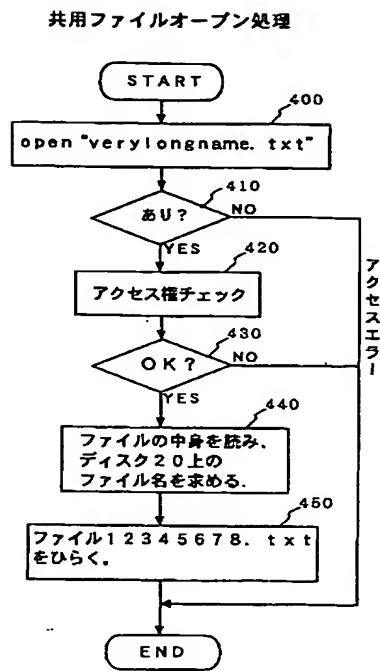 共用ファイルオープン処理
START
400
open "verylongname. txt"
410
あり?
NO
YES
420
アクセス権チェック
430
OK?
NO
YES
アクセスエラー
440
ファイルの中身を読み、
ディスク20上の
ファイル名を求める.
450
ファイル12345678. txt
をひらく。
END